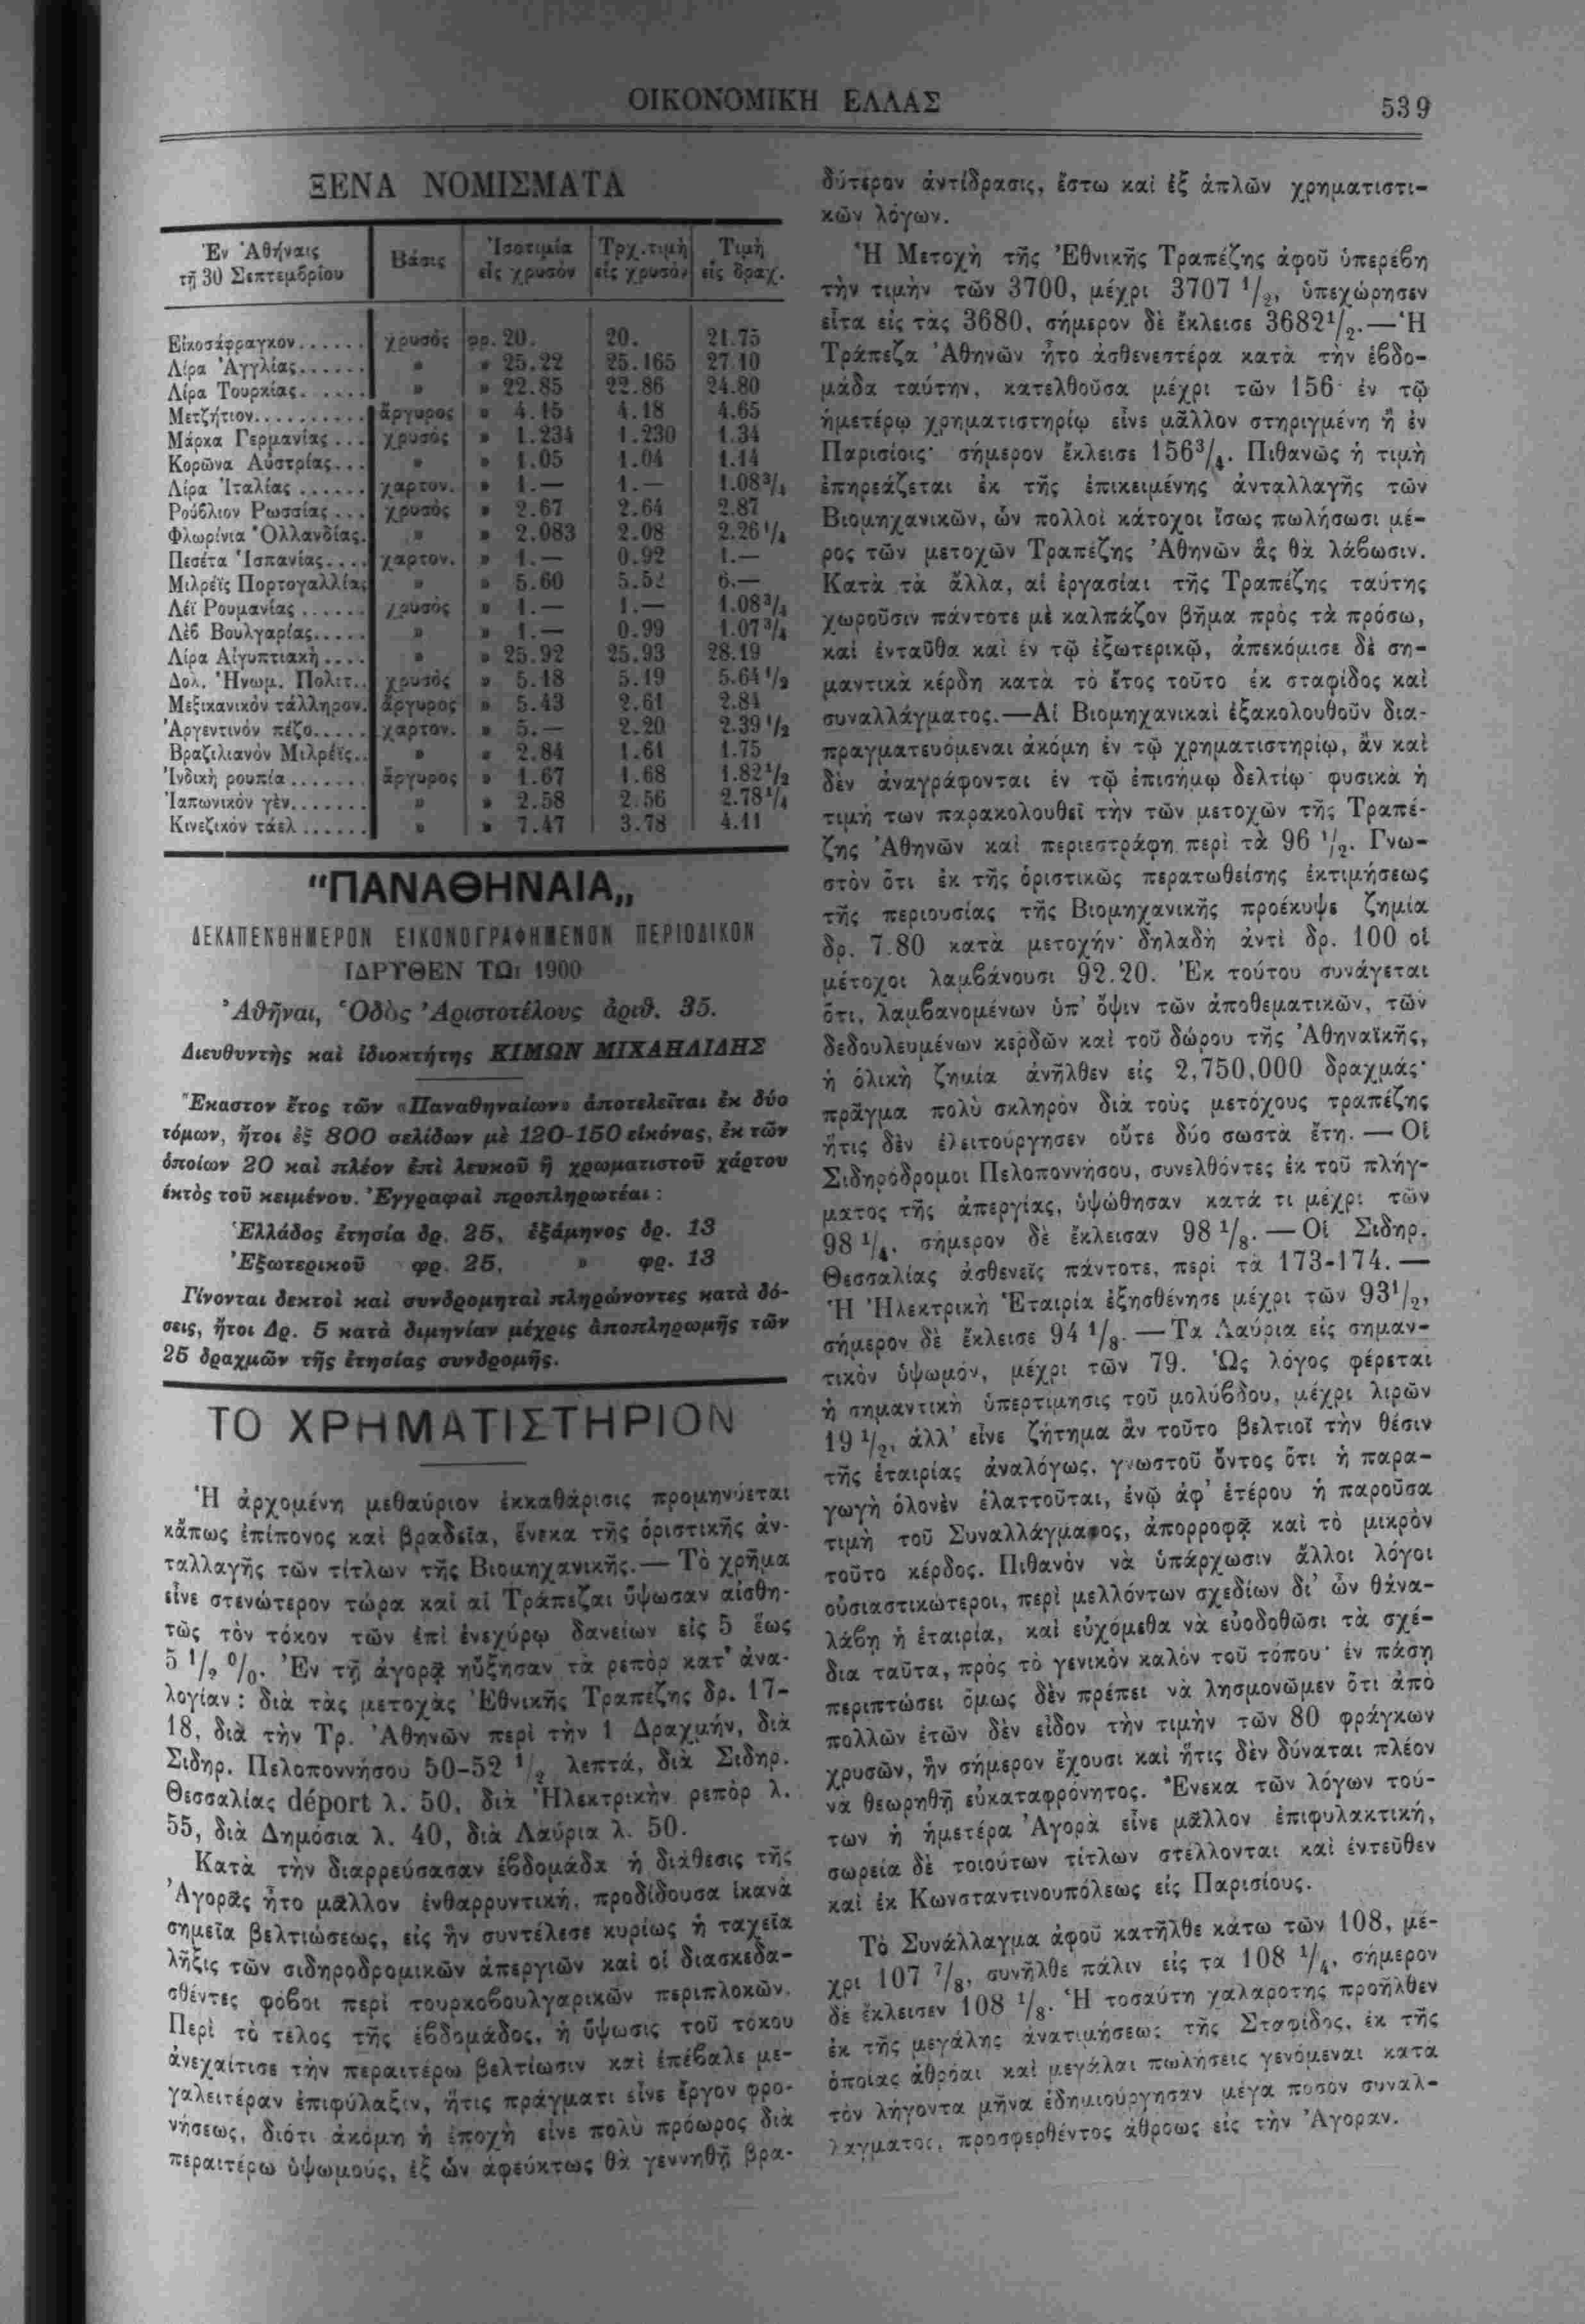 ΟΙΚΟΝΟΜΙΚΗ ΕΛΛΑΣ
539
ΞΕΝΑ ΝΟΜΙΣΜΑΤΑ
Ἐν Ἀθήναις τῇ 30 Σεπτεμβρίου | Βάσις | Ἰσοτιμία εἰς χρυσόν | Τρχ. τιμὴ εἰς χρυσόν | Τιμὴ εἰς δραχ.
Εἰκοσάφραγκον...... χρυσὸς φρ. 20. 20. 21.75
Λίρα Ἀγγλίας...... » » 25.22 25.165 27.10
Λίρα Τουρκίας...... » » 22.85 22.86 24.80
Μετζήτιον.......... ἄργυρος » 4.15 4.18 4.65
Μάρκα Γερμανίας ... χρυσὸς » 1.234 1.230 1.34
Κορῶνα Αὐστρίας... » » 1.05 1.04 1.14
Λίρα Ἰταλίας ...... χαρτον. » 1.— 1.— 1.08³/₄
Ρούβλιον Ρωσσίας ... χρυσὸς » 2.67 2.64 2.87
Φλωρίνια Ὁλλανδίας. » » 2.083 2.08 2.26¹/₄
Πεσέτα Ἱσπανίας.... χαρτον. » 1.— 0.92 1.—
Μιλρέϊς Πορτογαλλίας » » 5.60 5.52 6.—
Λέϊ Ρουμανίας ...... χρυσὸς » 1.— 1.— 1.08³/₄
Λὲβ Βουλγαρίας..... » » 1.— 0.99 1.07³/₄
Λίρα Αἰγυπτιακὴ .... » » 25.92 25.93 28.19
Δολ. Ἡνωμ. Πολιτ.. χρυσὸς » 5.18 5.19 5.64¹/₂
Μεξικανικόν τάλληρον. ἄργυρος » 5.43 2.61 2.84
Ἀργεντινόν πέζο..... χαρτον. » 5.— 2.20 2.39¹/₂
Βραζιλιανόν Μιλρέϊς.. » » 2.84 1.61 1.75
Ἰνδικὴ ρουπία....... ἄργυρος » 1.67 1.68 1.82¹/₂
Ἰαπωνικόν γέν....... » » 2.58 2.56 2.78¹/₄
Κινεζικόν τάελ ...... » » 7.47 3.78 4.11
"ΠΑΝΑΘΗΝΑΙΑ„
ΔΕΚΑΠΕΝΘΗΜΕΡΟΝ ΕΙΚΟΝΟΓΡΑΦΗΜΕΝΟΝ ΠΕΡΙΟΔΙΚΟΝ
ΙΔΡΥΘΕΝ ΤΩι 1900
Ἀθῆναι, Ὁδὸς Ἀριστοτέλους ἀριθ. 35.
Διευθυντὴς καὶ ἰδιοκτήτης ΚΙΜΩΝ ΜΙΧΑΗΛΙΔΗΣ
Ἕκαστον ἔτος τῶν «Παναθηναίων» ἀποτελεῖται ἐκ δύο
τόμων, ἤτοι ἐξ 800 σελίδων μὲ 120-150 εἰκόνας, ἐκ τῶν
ὁποίων 20 καὶ πλέον ἐπὶ λευκοῦ ἢ χρωματιστοῦ χάρτου
ἐκτὸς τοῦ κειμένου. Ἐγγραφαὶ προπληρωτέαι :
Ἑλλάδος ἐτησία δρ. 25, ἑξάμηνος δρ. 13
Ἐξωτερικοῦ φρ. 25, » φρ. 13
Γίνονται δεκτοὶ καὶ συνδρομηταὶ πληρώνοντες κατὰ δό-
σεις, ἤτοι Δρ. 5 κατὰ διμηνίαν μέχρις ἀποπληρωμῆς τῶν
25 δραχμῶν τῆς ἐτησίας συνδρομῆς.
ΤΟ ΧΡΗΜΑΤΙΣΤΗΡΙΟΝ
Ἡ ἀρχομένη μεθαύριον ἐκκαθάρισις προμηνύεται
κἄπως ἐπίπονος καὶ βραδεῖα, ἕνεκα τῆς ὁριστικῆς ἀν-
ταλλαγῆς τῶν τίτλων τῆς Βιομηχανικῆς.— Τὸ χρῆμα
εἶνε στενώτερον τώρα καὶ αἱ Τράπεζαι ὕψωσαν αἰσθη-
τῶς τὸν τόκον τῶν ἐπὶ ἐνεχύρῳ δανείων εἰς 5 ἕως
5 ¹/₂ ⁰/₀. Ἐν τῇ ἀγορᾷ ηὔξησαν τὰ ρεπὸρ κατ' ἀνα-
λογίαν : διὰ τὰς μετοχὰς Ἐθνικῆς Τραπέζης δρ. 17-
18, διὰ τὴν Τρ. Ἀθηνῶν περὶ τὴν 1 Δραχμήν, διὰ
Σιδηρ. Πελοποννήσου 50-52 ¹/₂ λεπτά, διὰ Σιδηρ.
Θεσσαλίας déport λ. 50, διὰ Ἠλεκτρικὴν ρεπὸρ λ.
55, διὰ Δημόσια λ. 40, διὰ Λαύρια λ. 50.
Κατὰ τὴν διαρρεύσασαν ἑβδομάδα ἡ διάθεσις τῆς
Ἀγορᾶς ἦτο μᾶλλον ἐνθαρρυντική, προδίδουσα ἱκανὰ
σημεῖα βελτιώσεως, εἰς ἣν συντέλεσε κυρίως ἡ ταχεῖα
λῆξις τῶν σιδηροδρομικῶν ἀπεργιῶν καὶ οἱ διασκεδα-
σθέντες φόβοι περὶ τουρκοβουλγαρικῶν περιπλοκῶν.
Περὶ τὸ τέλος τῆς ἑβδομάδος, ἡ ὕψωσις τοῦ τόκου
ἀνεχαίτισε τὴν περαιτέρω βελτίωσιν καὶ ἐπέβαλε με-
γαλειτέραν ἐπιφύλαξιν, ἥτις πράγματι εἶνε ἔργον φρο-
νήσεως, διότι ἀκόμη ἡ ἐποχὴ εἶνε πολὺ πρόωρος διὰ
περαιτέρω ὑψωμούς, ἐξ ὧν ἀφεύκτως θὰ γεννηθῇ βρα-
δύτερον ἀντίδρασις, ἔστω καὶ ἐξ ἁπλῶν χρηματιστι-
κῶν λόγων.
Ἡ Μετοχὴ τῆς Ἐθνικῆς Τραπέζης ἀφοῦ ὑπερέβη
τὴν τιμὴν τῶν 3700, μέχρι 3707 ¹/₂, ὑπεχώρησεν
εἶτα εἰς τὰς 3680, σήμερον δὲ ἔκλεισε 3682¹/₂.—Ἡ
Τράπεζα Ἀθηνῶν ἦτο ἀσθενεστέρα κατὰ τὴν ἑβδο-
μάδα ταύτην, κατελθοῦσα μέχρι τῶν 156· ἐν τῷ
ἡμετέρῳ χρηματιστηρίῳ εἶνε μᾶλλον στηριγμένη ἢ ἐν
Παρισίοις· σήμερον ἔκλεισε 156³/₄. Πιθανῶς ἡ τιμὴ
ἐπηρεάζεται ἐκ τῆς ἐπικειμένης ἀνταλλαγῆς τῶν
Βιομηχανικῶν, ὧν πολλοὶ κάτοχοι ἴσως πωλήσωσι μέ-
ρος τῶν μετοχῶν Τραπέζης Ἀθηνῶν ἃς θὰ λάβωσιν.
Κατὰ τὰ ἄλλα, αἱ ἐργασίαι τῆς Τραπέζης ταύτης
χωροῦσιν πάντοτε μὲ καλπάζον βῆμα πρὸς τὰ πρόσω,
καὶ ἐνταῦθα καὶ ἐν τῷ ἐξωτερικῷ, ἀπεκόμισε δὲ ση-
μαντικὰ κέρδη κατὰ τὸ ἔτος τοῦτο ἐκ σταφίδος καὶ
συναλλάγματος.—Αἱ Βιομηχανικαὶ ἐξακολουθοῦν δια-
πραγματευόμεναι ἀκόμη ἐν τῷ χρηματιστηρίῳ, ἂν καὶ
δὲν ἀναγράφονται ἐν τῷ ἐπισήμῳ δελτίῳ· φυσικὰ ἡ
τιμή των παρακολουθεῖ τὴν τῶν μετοχῶν τῆς Τραπέ-
ζης Ἀθηνῶν καὶ περιεστράφη περὶ τὰ 96 ¹/₂. Γνω-
στὸν ὅτι ἐκ τῆς ὁριστικῶς περατωθείσης ἐκτιμήσεως
τῆς περιουσίας τῆς Βιομηχανικῆς προέκυψε ζημία
δρ. 7.80 κατὰ μετοχήν· δηλαδὴ ἀντὶ δρ. 100 οἱ
μέτοχοι λαμβάνουσι 92.20. Ἐκ τούτου συνάγεται
ὅτι, λαμβανομένων ὑπ' ὄψιν τῶν ἀποθεματικῶν, τῶν
δεδουλευμένων κερδῶν καὶ τοῦ δώρου τῆς Ἀθηναϊκῆς,
ἡ ὁλικὴ ζημία ἀνῆλθεν εἰς 2,750,000 δραχμάς·
πρᾶγμα πολὺ σκληρὸν διὰ τοὺς μετόχους τραπέζης
ἥτις δὲν ἐλειτούργησεν οὔτε δύο σωστὰ ἔτη. — Οἱ
Σιδηρόδρομοι Πελοποννήσου, συνελθόντες ἐκ τοῦ πλήγ-
ματος τῆς ἀπεργίας, ὑψώθησαν κατά τι μέχρι τῶν
98 ¹/₄, σήμερον δὲ ἔκλεισαν 98 ¹/₈. — Οἱ Σιδηρ.
Θεσσαλίας ἀσθενεῖς πάντοτε, περὶ τὰ 173-174. —
Ἡ Ἠλεκτρικὴ Ἑταιρία ἐξησθένησε μέχρι τῶν 93¹/₂,
σήμερον δὲ ἔκλεισε 94 ¹/₈. — Τα Λαύρια εἰς σημαν-
τικὸν ὑψωμόν, μέχρι τῶν 79. Ὡς λόγος φέρεται
ἡ σημαντικὴ ὑπερτίμησις τοῦ μολύβδου, μέχρι λιρῶν
19 ¹/₂, ἀλλ' εἶνε ζήτημα ἂν τοῦτο βελτιοῖ τὴν θέσιν
τῆς ἑταιρίας ἀναλόγως, γνωστοῦ ὄντος ὅτι ἡ παρα-
γωγὴ ὁλονὲν ἐλαττοῦται, ἐνῷ ἀφ' ἑτέρου ἡ παροῦσα
τιμὴ τοῦ Συναλλάγματος, ἀπορροφᾷ καὶ τὸ μικρὸν
τοῦτο κέρδος. Πιθανὸν νὰ ὑπάρχωσιν ἄλλοι λόγοι
οὐσιαστικώτεροι, περὶ μελλόντων σχεδίων δι' ὧν θἀνα-
λάβῃ ἡ ἑταιρία, καὶ εὐχόμεθα νὰ εὐοδοθῶσι τὰ σχέ-
δια ταῦτα, πρὸς τὸ γενικὸν καλὸν τοῦ τόπου· ἐν πάσῃ
περιπτώσει ὅμως δὲν πρέπει νὰ λησμονῶμεν ὅτι ἀπὸ
πολλῶν ἐτῶν δὲν εἶδον τὴν τιμὴν τῶν 80 φράγκων
χρυσῶν, ἣν σήμερον ἔχουσι καὶ ἥτις δὲν δύναται πλέον
νὰ θεωρηθῇ εὐκαταφρόνητος. Ἕνεκα τῶν λόγων τού-
των ἡ ἡμετέρα Ἀγορὰ εἶνε μᾶλλον ἐπιφυλακτική,
σωρεία δὲ τοιούτων τίτλων στέλλονται καὶ ἐντεῦθεν
καὶ ἐκ Κωνσταντινουπόλεως εἰς Παρισίους.
Τὸ Συνάλλαγμα ἀφοῦ κατῆλθε κάτω τῶν 108, μέ-
χρι 107 ⁷/₈, συνῆλθε πάλιν εἰς τὰ 108 ¹/₄, σήμερον
δὲ ἔκλεισεν 108 ¹/₈. Ἡ τοσαύτη χαλαρότης προῆλθεν
ἐκ τῆς μεγάλης ἀνατιμήσεως τῆς Σταφίδος, ἐκ τῆς
ὁποίας ἀθρόαι καὶ μεγάλαι πωλήσεις γενόμεναι κατὰ
τὸν λήγοντα μῆνα ἐδημιούργησαν μέγα ποσὸν συναλ-
λάγματος, προσφερθέντος ἀθρόως εἰς τὴν Ἀγοράν.